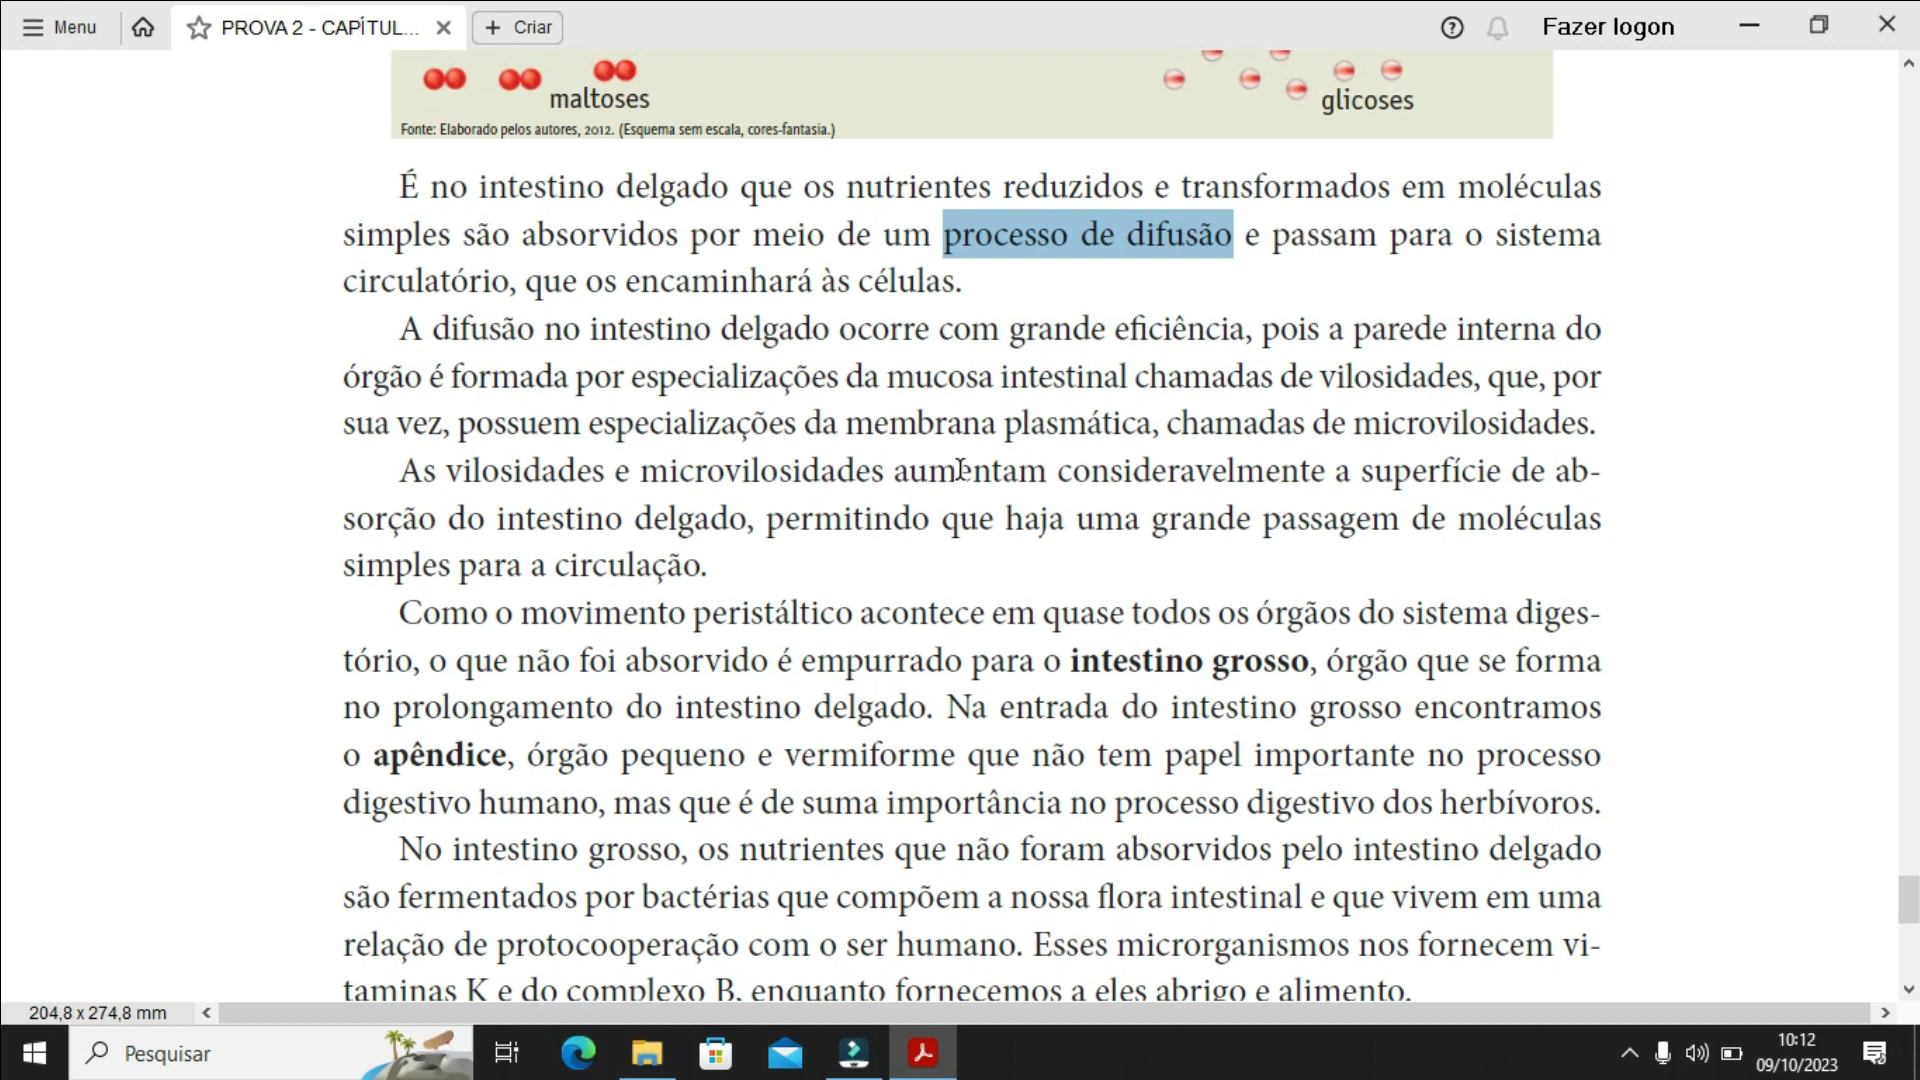 Menu
PROVA 2 - CAPÍTUL...
Criar
Fazer logon
maltoses
glicoses
Fonte: Elaborado pelos autores, 2012. (Esquema sem escala, cores-fantasia.)
É no intestino delgado que os nutrientes reduzidos e transformados em moléculas
simples são absorvidos por meio de um processo de difusão e passam para o sistema
circulatório, que os encaminhará às células.
A difusão no intestino delgado ocorre com grande eficiência, pois a parede interna do
órgão é formada por especializações da mucosa intestinal chamadas de vilosidades, que, por
sua vez, possuem especializações da membrana plasmática, chamadas de microvilosidades.
As vilosidades e microvilosidades aumentam consideravelmente a superfície de ab-
sorção do intestino delgado, permitindo que haja uma grande passagem de moléculas
simples para a circulação.
Como o movimento peristáltico acontece em quase todos os órgãos do sistema diges-
tório, o que não foi absorvido é empurrado para o intestino grosso, órgão que se forma
no prolongamento do intestino delgado. Na entrada do intestino grosso encontramos
o apêndice, órgão pequeno e vermiforme que não tem papel importante no processo
digestivo humano, mas que é de suma importância no processo digestivo dos herbívoros.
No intestino grosso, os nutrientes que não foram absorvidos pelo intestino delgado
são fermentados por bactérias que compõem a nossa flora intestinal e que vivem em uma
relação de protocooperação com o ser humano. Esses microrganismos nos fornecem vi-
taminas K e do complexo B, enquanto fornecemos a eles abrigo e alimento.
204,8 x 274,8 mm
Pesquisar
10:12
09/10/2023